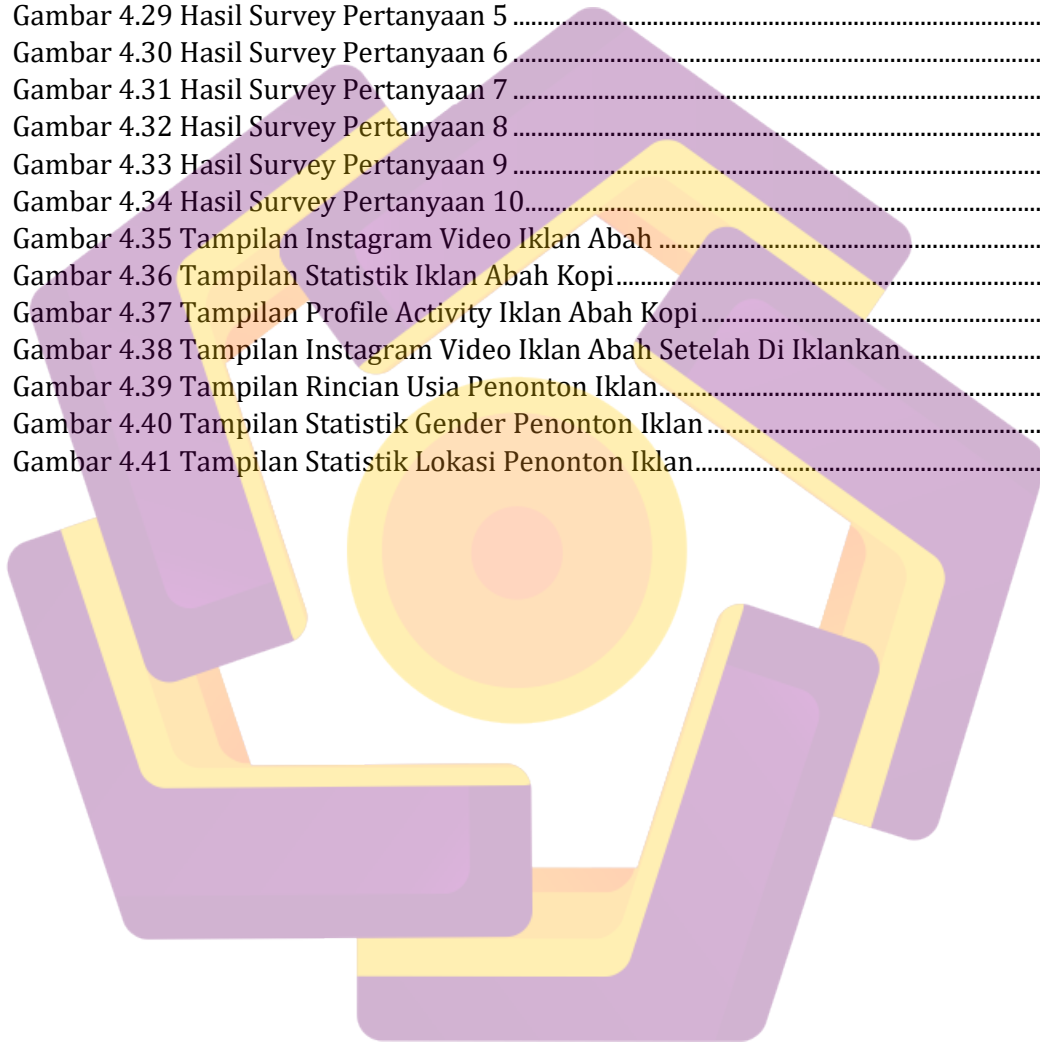 Gambar 4.29 Hasil Survey Pertanyaan 5
Gambar 4.30 Hasil Survey Pertanyaan 6
Gambar 4.31 Hasil Survey Pertanyaan 7
Gambar 4.32 Hasil Survey Pertanyaan 8
Gambar 4.33 Hasil Survey Pertanyaan 9
Gambar 4.34 Hasil Survey Pertanyaan 10
Gambar 4.35 Tampilan Instagram Video Iklan Abah
Gambar 4.36 Tampilan Statistik Iklan Abah Kopi
Gambar 4.37 Tampilan Profile Activity Iklan Abah Kopi
Gambar 4.38 Tampilan Instagram Video Iklan Abah Setelah Di Iklankan
Gambar 4.39 Tampilan Rincian Usia Penonton Iklan
Gambar 4.40 Tampilan Statistik Gender Penonton Iklan
Gambar 4.41 Tampilan Statistik Lokasi Penonton Iklan